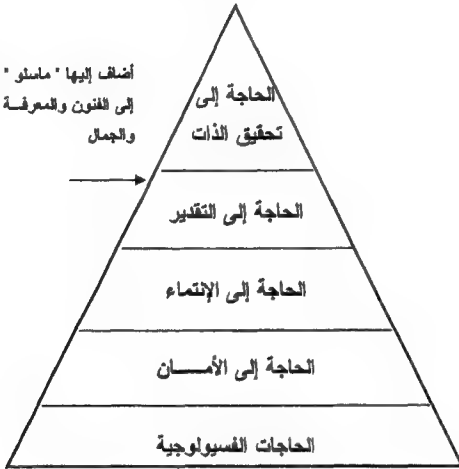 أضاف إليها " ماسلو "
إلى الفنون والمعرفة
والجمال
الحاجة إلى
تحقيق الذات
الحاجة إلى التقدير
الحاجة إلى الإنتماء
الحاجة إلى الأمـــان
الحاجات الفسيولوجية